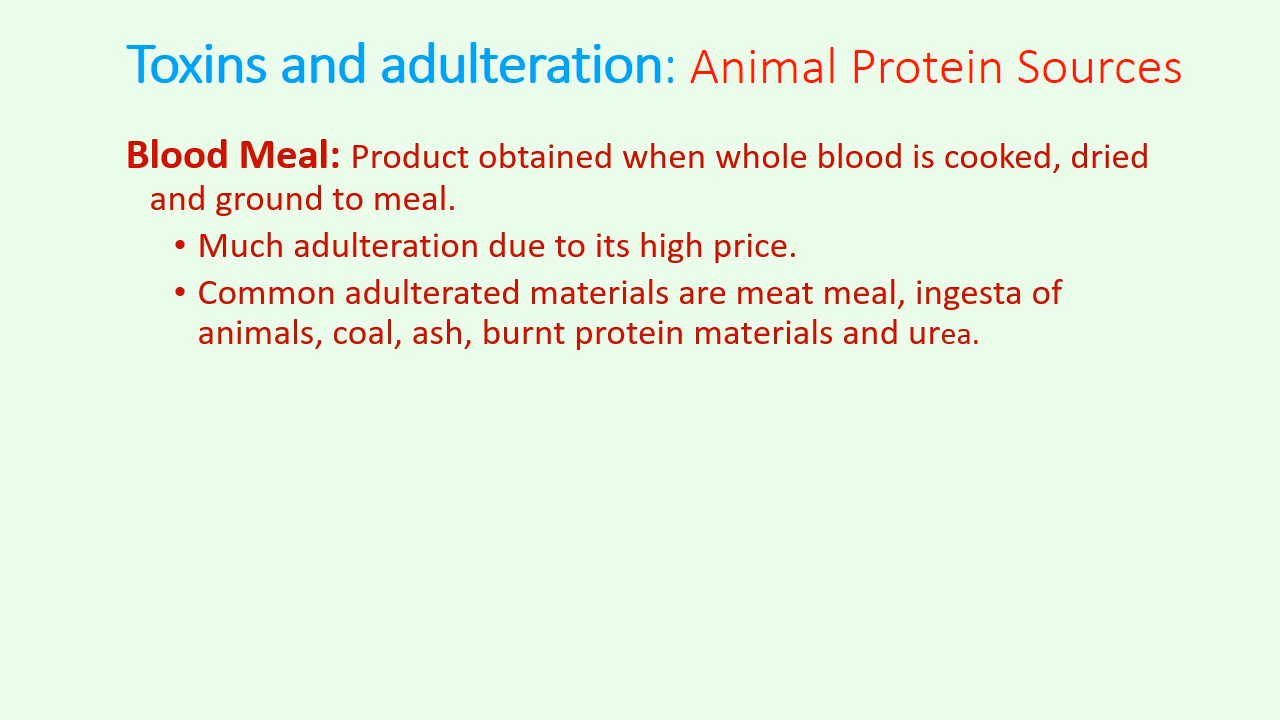 Toxins and adulteration: Animal Protein Sources
Blood Meal: Product obtained when whole blood is cooked, dried
and ground to meal.
• Much adulteration due to its high price.
• Common adulterated materials are meat meal, ingesta of
animals, coal, ash, burnt protein materials and urea.